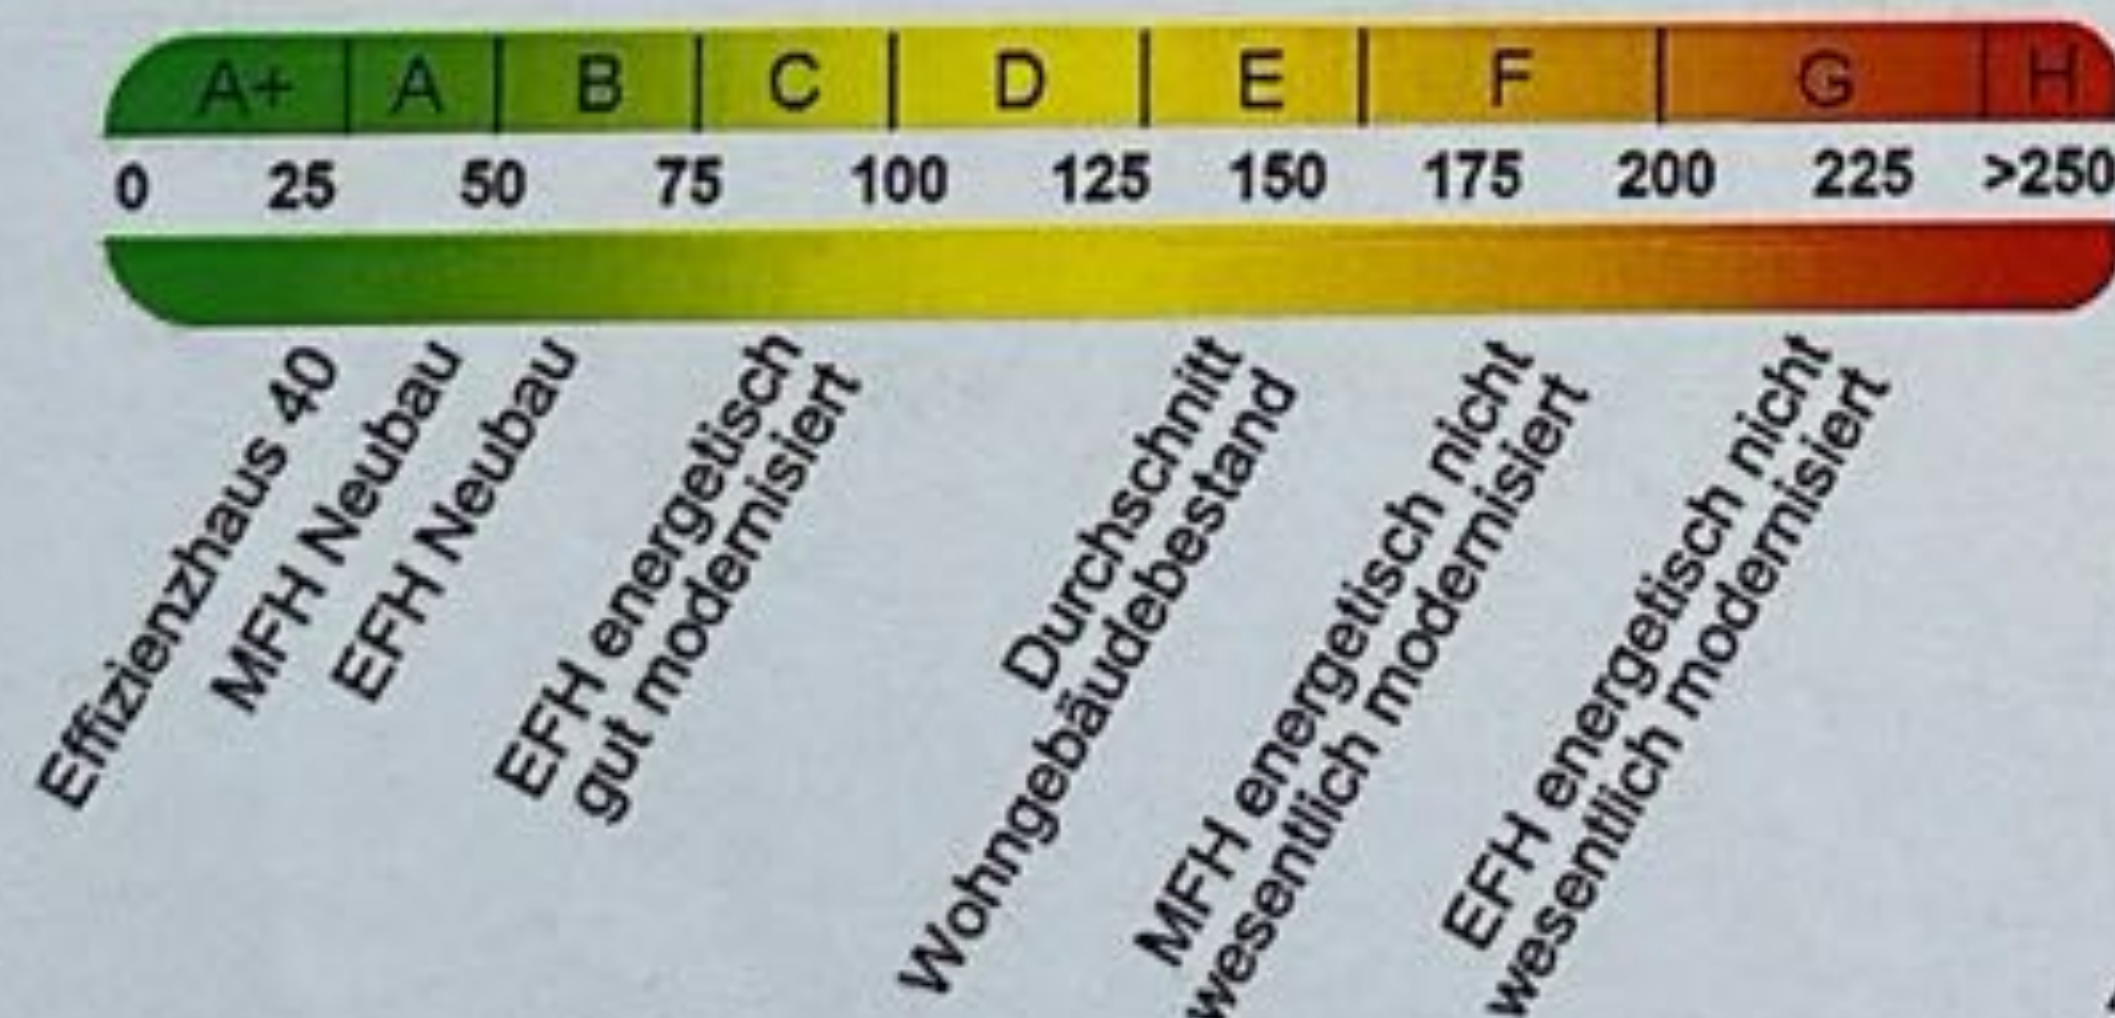 A+ A B C D E F G H
0 25 50 75 100 125 150 175 200 225 >250
Effizienzhaus 40
MFH Neubau
EFH Neubau
EFH energetisch
gut modernisiert
Durchschnitt
Wohngebäudebestand
MFH energetisch nicht
wesentlich modernisiert
EFH energetisch nicht
wesentlich modernisiert